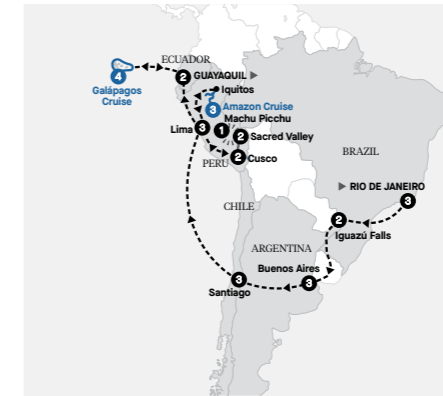 ECUADOR
4
Galápagos
Cruise
2
GUAYAQUIL
Iquitos
3
Amazon Cruise
Machu Picchu
Lima
3
1
2
Sacred Valley
2
Cusco
PERU
BRAZIL
RIO DE JANEIRO
3
CHILE
2
Iguazú Falls
ARGENTINA
Buenos Aires
3
3
Santiago